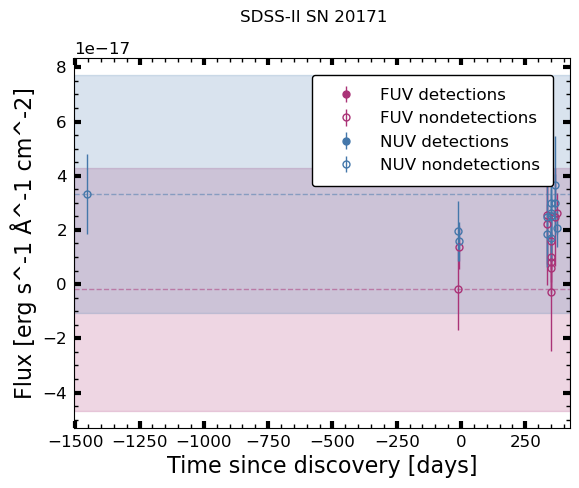 SDSS-II SN 20171
1e−17
FUV detections
FUV nondetections
NUV detections
NUV nondetections
8
6
4
2
0
−2
−4
Flux [erg s^-1 Å^-1 cm^-2]
−1500 −1250 −1000 −750 −500 −250 0 250
Time since discovery [days]